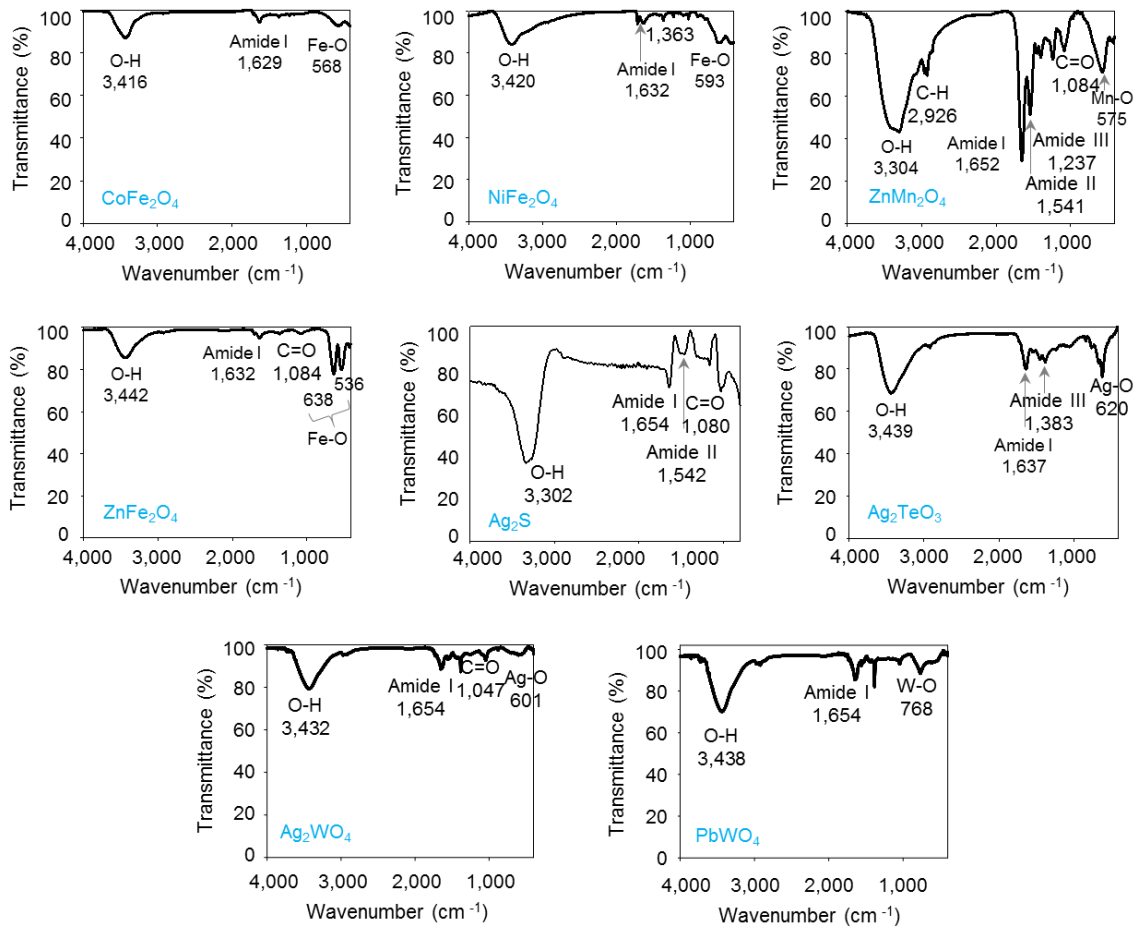 Transmittance (%)
100
80
60
40
20
0
O-H
3,416
Amide I
1,629
Fe-O
568
CoFe₂O₄
4,000
3,000
2,000
1,000
Wavenumber (cm⁻¹)
Transmittance (%)
100
80
60
40
20
0
O-H
3,420
1,363
Amide I
1,632
Fe-O
593
NiFe₂O₄
4,000
3,000
2,000
1,000
Wavenumber (cm⁻¹)
Transmittance (%)
100
80
60
40
20
0
C-H
2,926
O-H
3,304
Amide I
1,652
C=O
1,084
Mn-O
575
Amide III
1,237
Amide II
1,541
ZnMn₂O₄
4,000
3,000
2,000
1,000
Wavenumber (cm⁻¹)
Transmittance (%)
100
80
60
40
20
0
O-H
3,442
Amide I
1,632
C=O
1,084
638
536
Fe-O
ZnFe₂O₄
4,000
3,000
2,000
1,000
Wavenumber (cm⁻¹)
Transmittance (%)
100
80
60
40
20
0
O-H
3,302
Amide I
1,654
C=O
1,080
Amide II
1,542
Ag₂S
4,000
3,000
2,000
1,000
Wavenumber (cm⁻¹)
Transmittance (%)
100
80
60
40
20
0
O-H
3,439
Amide III
1,383
Amide I
1,637
Ag-O
620
Ag₂TeO₃
4,000
3,000
2,000
1,000
Wavenumber (cm⁻¹)
Transmittance (%)
100
80
60
40
20
0
O-H
3,432
Amide I
1,654
C=O
1,047
Ag-O
601
Ag₂WO₄
4,000
3,000
2,000
1,000
Wavenumber (cm⁻¹)
Transmittance (%)
100
80
60
40
20
0
O-H
3,438
Amide I
1,654
W-O
768
PbWO₄
4,000
3,000
2,000
1,000
Wavenumber (cm⁻¹)